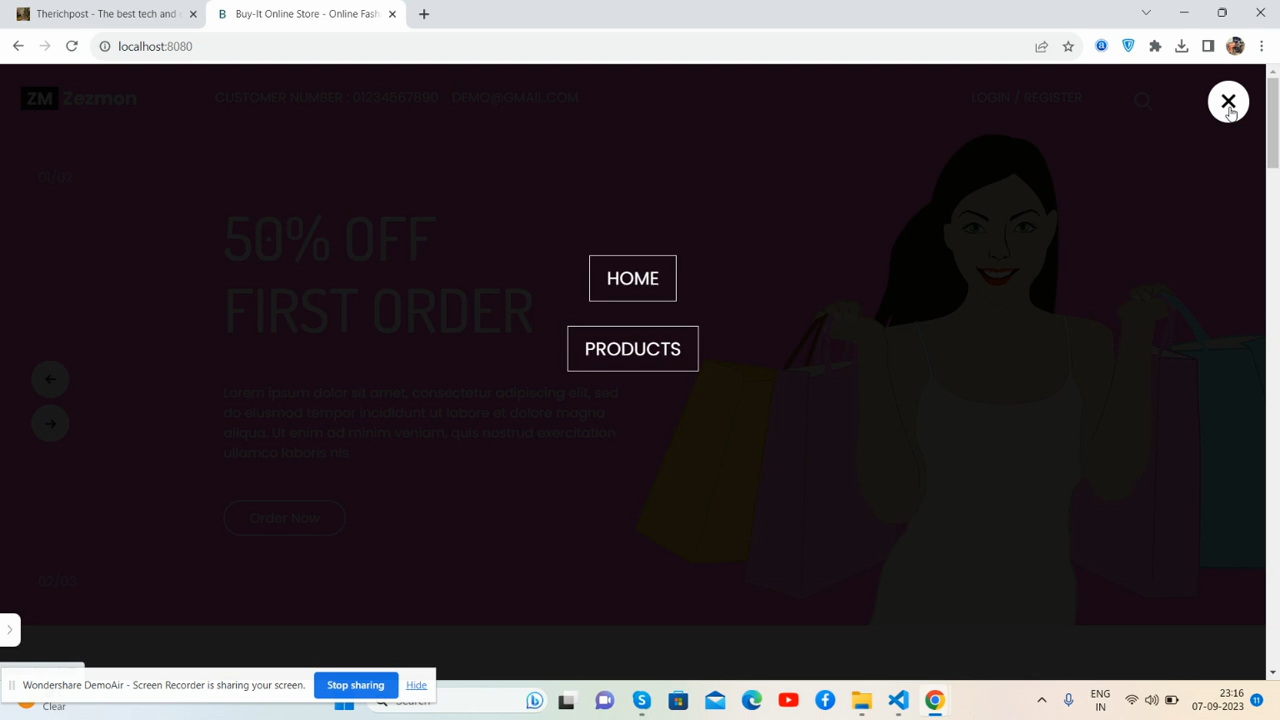 Therichpost - The best tech and
Buy-It Online Store - Online Fash
localhost:8080
ZM Zezmon
CUSTOMER NUMBER : 01234567890 DEMO@GMAIL.COM
LOGIN / REGISTER
01/02
50% OFF
FIRST ORDER
HOME
PRODUCTS
Lorem ipsum dolor sit amet, consectetur adipiscing elit, sed
do eiusmod tempor incididunt ut labore et dolore magna
aliqua. Ut enim ad minim veniam, quis nostrud exercitation
ullamco laboris nis
Order Now
Wondershare DemoAir - Screen Recorder is sharing your screen.
Stop sharing
Hide
Clear
Search
ENG
IN
23:16
07-09-2023
11